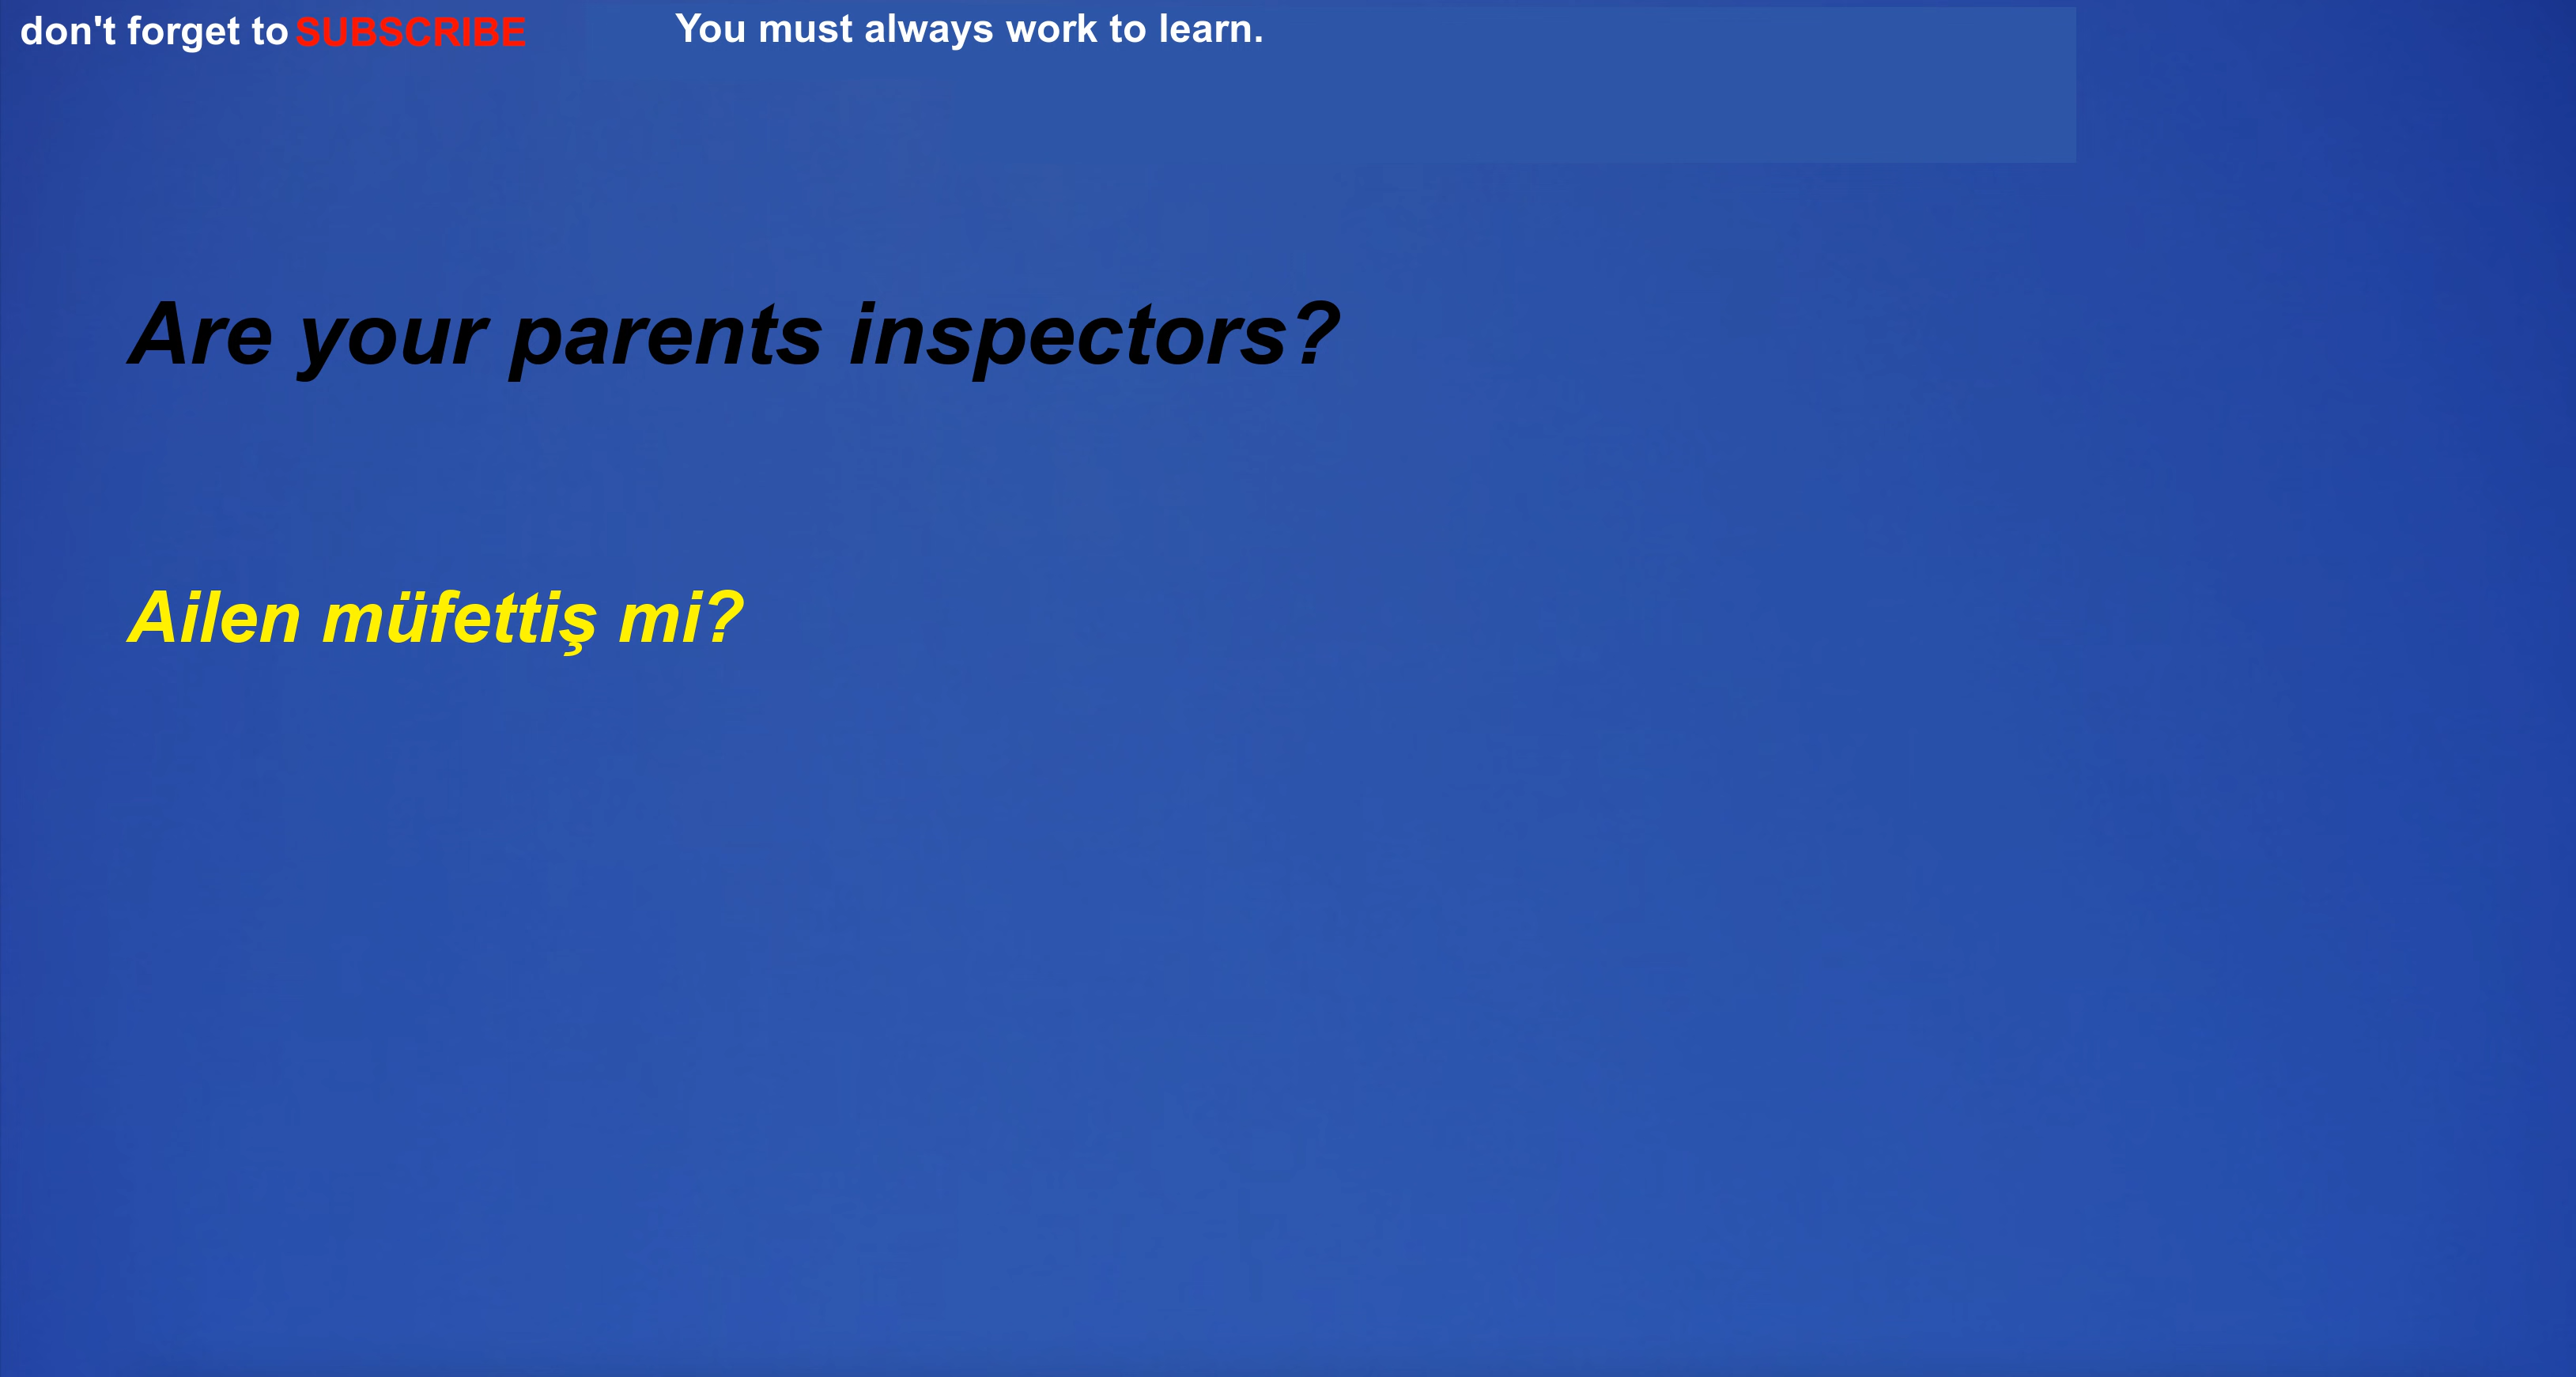 don't forget to SUBSCRIBE
You must always work to learn.
Are your parents inspectors?
Ailen müfettiş mi?